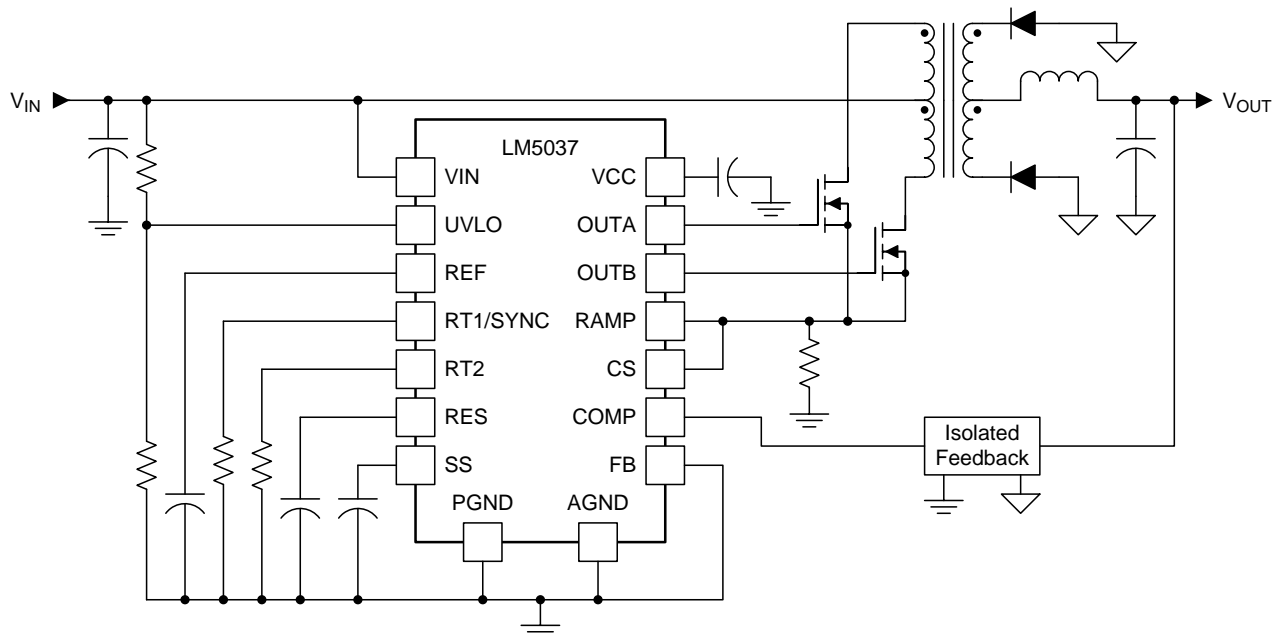 V_IN
V_OUT
LM5037
VIN
VCC
UVLO
OUTA
REF
OUTB
RT1/SYNC
RAMP
RT2
CS
RES
COMP
SS
FB
PGND
AGND
Isolated
Feedback